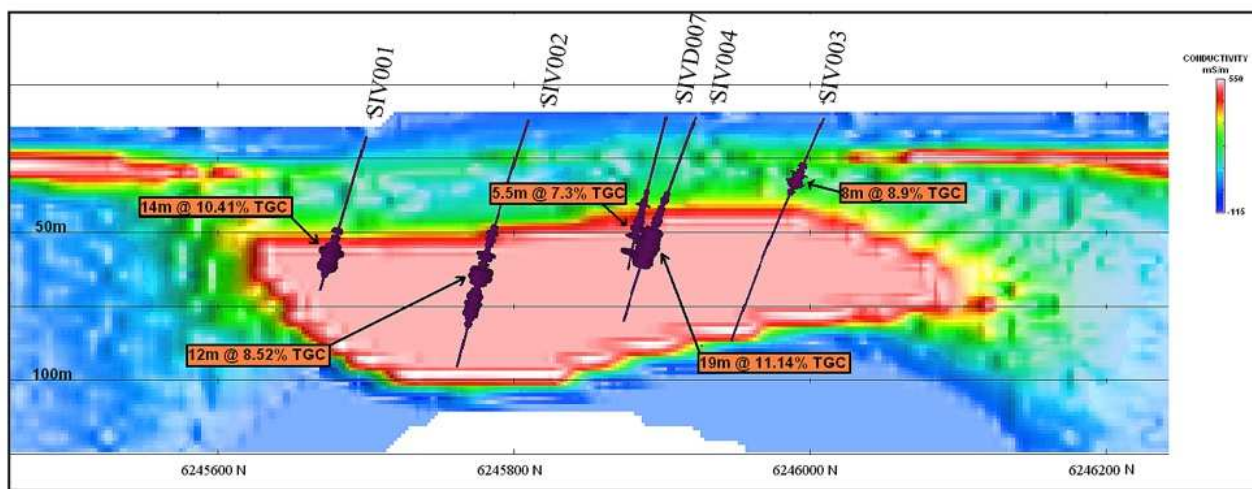 SIV001
SIV002
SIVD007
SIV004
SIV003
CONDUCTIVITY
mS/m
550
-115
14m @ 10.41% TGC
5.5m @ 7.3% TGC
8m @ 8.9% TGC
50m
12m @ 8.52% TGC
19m @ 11.14% TGC
100m
6245600 N
6245800 N
6246000 N
6246200 N